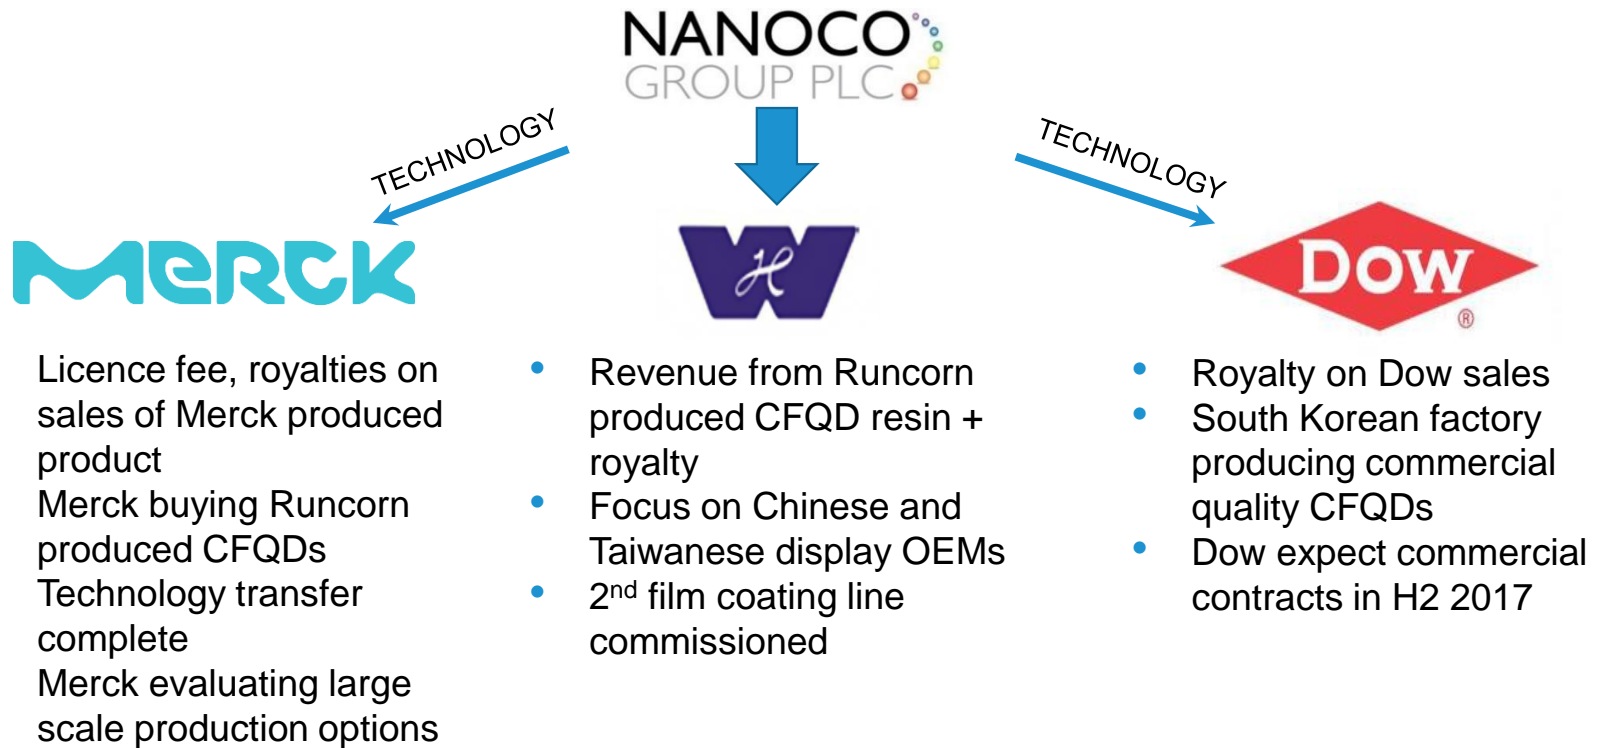 NANOCO
GROUP PLC
TECHNOLOGY
TECHNOLOGY
MERCK
H
W
DOW
®
Licence fee, royalties on
sales of Merck produced
product
Merck buying Runcorn
produced CFQDs
Technology transfer
complete
Merck evaluating large
scale production options
• Revenue from Runcorn
produced CFQD resin +
royalty
• Focus on Chinese and
Taiwanese display OEMs
• 2nd film coating line
commissioned
• Royalty on Dow sales
• South Korean factory
producing commercial
quality CFQDs
• Dow expect commercial
contracts in H2 2017